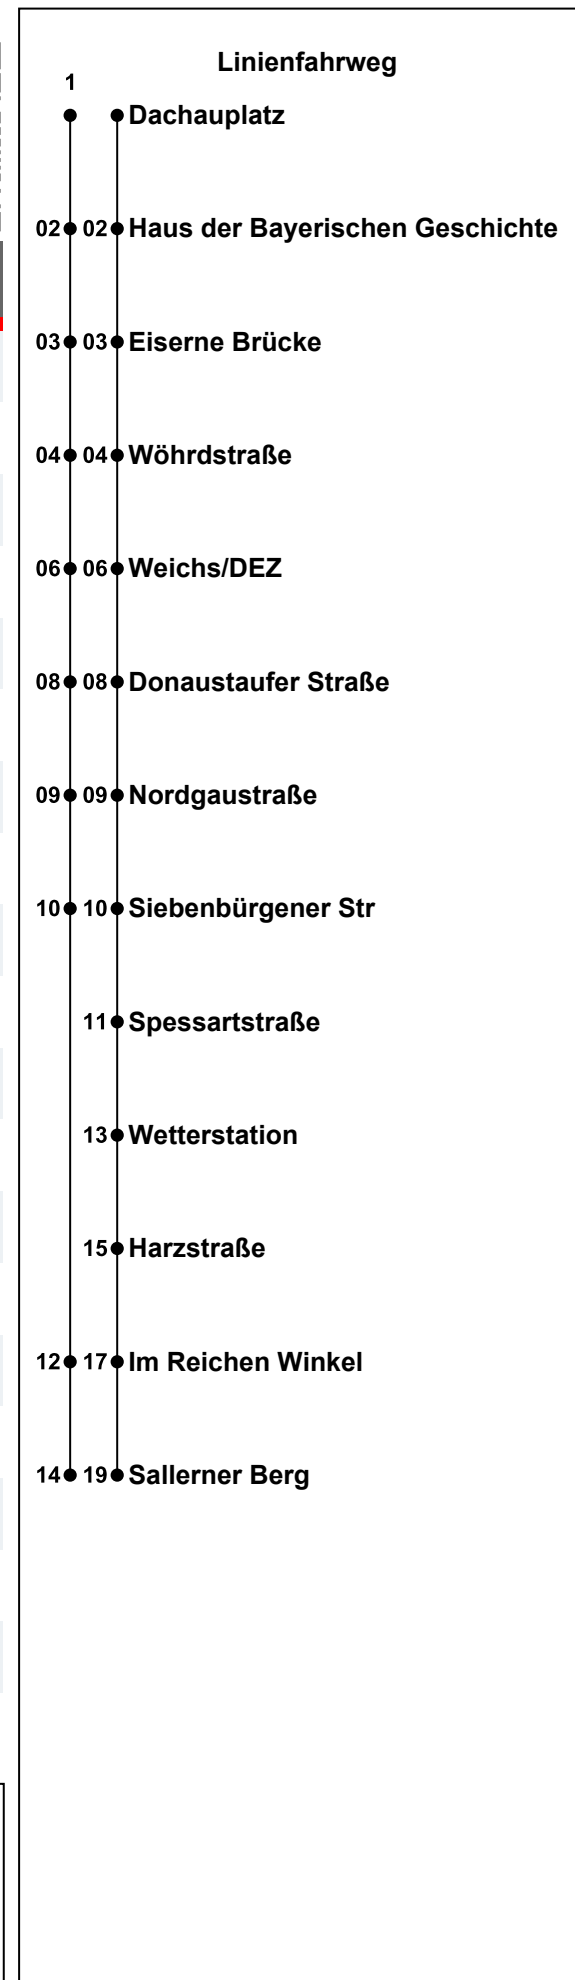 Linienfahrweg
1
Dachauplatz
02 02 Haus der Bayerischen Geschichte
03 03 Eiserne Brücke
04 04 Wöhrdstraße
06 06 Weichs/DEZ
08 08 Donaustaufer Straße
09 09 Nordgaustraße
10 10 Siebenbürgener Str
11 Spessartstraße
13 Wetterstation
15 Harzstraße
12 17 Im Reichen Winkel
14 19 Sallerner Berg